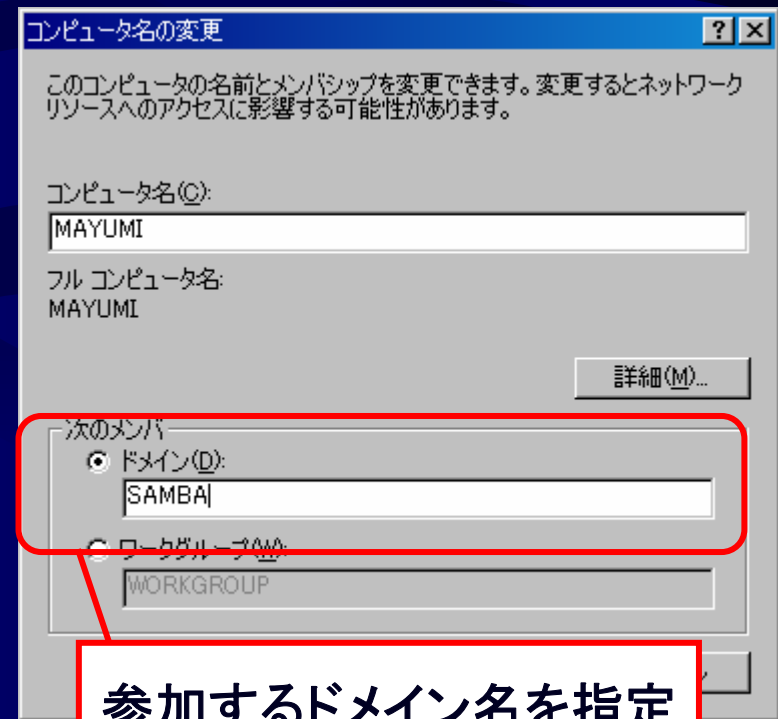 コンピュータ名の変更
このコンピュータの名前とメンバシップを変更できます。変更するとネットワーク
リソースへのアクセスに影響する可能性があります。
コンピュータ名(C):
MAYUMI
フル コンピュータ名:
MAYUMI
詳細(M)...
次のメンバ
ドメイン(D):
SAMBA
ワークグループ(W):
WORKGROUP
参加するドメイン名を指定